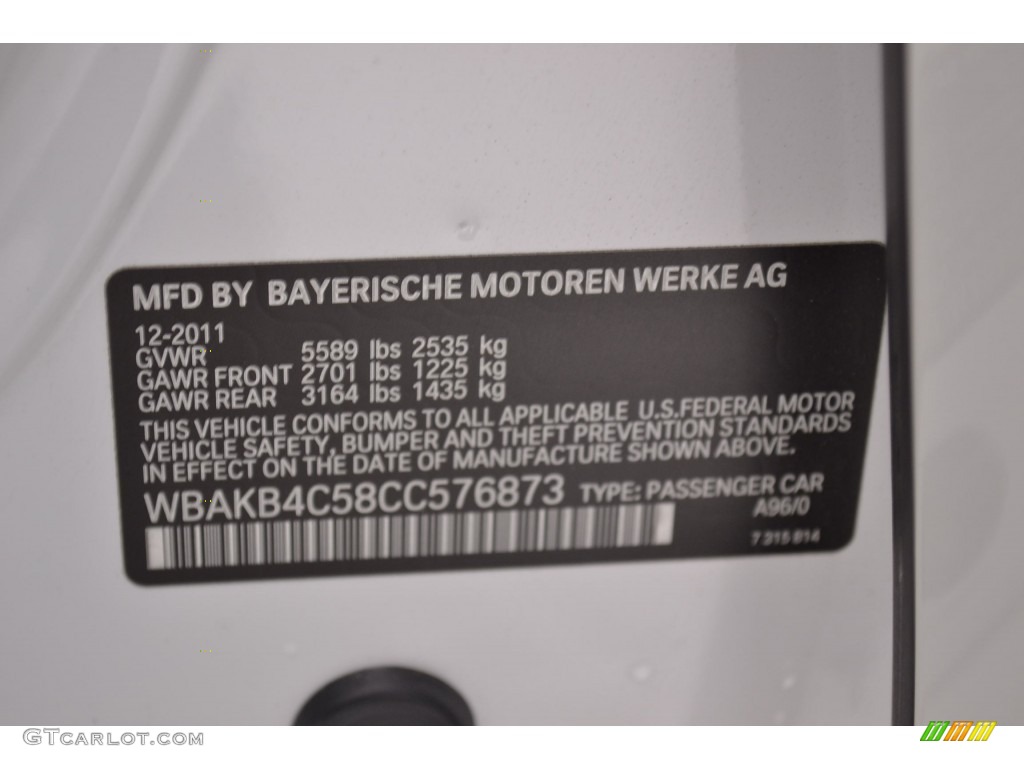 MFD BY BAYERISCHE MOTOREN WERKE AG
12-2011
GVWR 5589 lbs 2535 kg
GAWR FRONT 2701 lbs 1225 kg
GAWR REAR 3164 lbs 1435 kg
THIS VEHICLE CONFORMS TO ALL APPLICABLE U.S.FEDERAL MOTOR
VEHICLE SAFETY, BUMPER AND THEFT PREVENTION STANDARDS
IN EFFECT ON THE DATE OF MANUFACTURE SHOWN ABOVE.
WBAKB4C58CC576873 TYPE: PASSENGER CAR
A96/0
7 315 814
GTCARLOT.COM